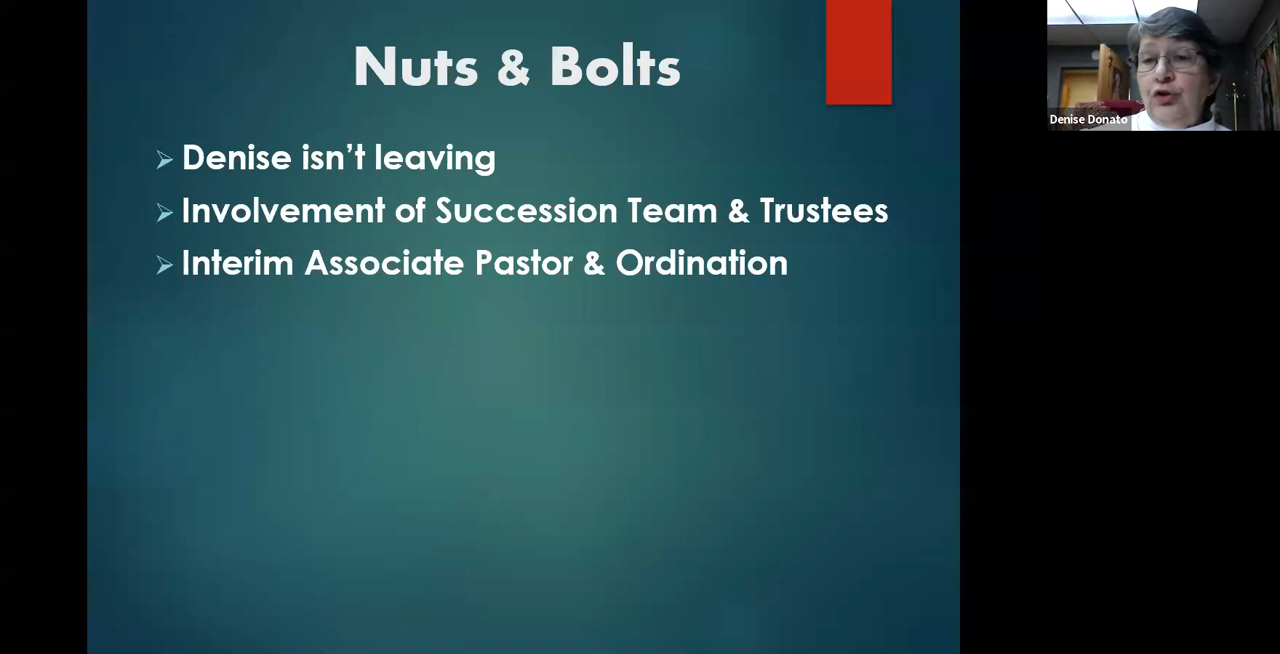 Nuts & Bolts
Denise isn’t leaving
Involvement of Succession Team & Trustees
Interim Associate Pastor & Ordination
Denise Donato